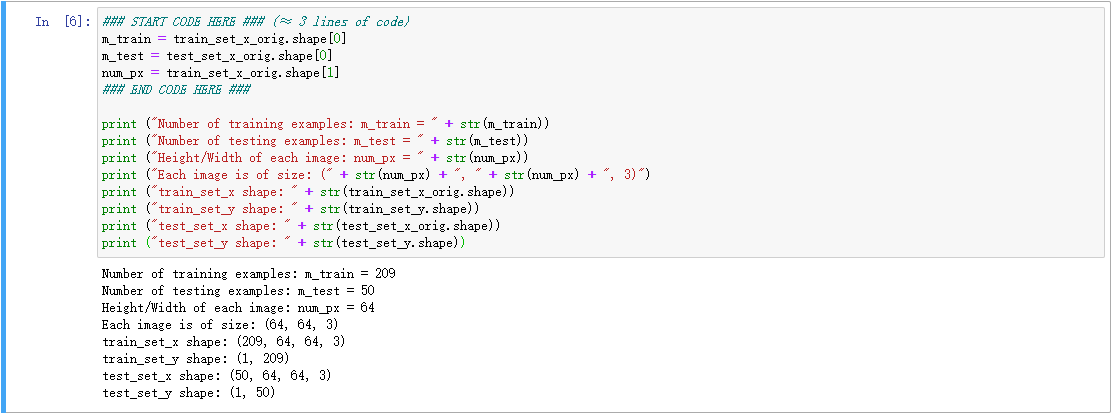 In [6]: ### START CODE HERE ### (≈ 3 lines of code)
m_train = train_set_x_orig.shape[0]
m_test = test_set_x_orig.shape[0]
num_px = train_set_x_orig.shape[1]
### END CODE HERE ###
print ("Number of training examples: m_train = " + str(m_train))
print ("Number of testing examples: m_test = " + str(m_test))
print ("Height/Width of each image: num_px = " + str(num_px))
print ("Each image is of size: (" + str(num_px) + ", " + str(num_px) + ", 3)")
print ("train_set_x shape: " + str(train_set_x_orig.shape))
print ("train_set_y shape: " + str(train_set_y.shape))
print ("test_set_x shape: " + str(test_set_x_orig.shape))
print ("test_set_y shape: " + str(test_set_y.shape))
Number of training examples: m_train = 209
Number of testing examples: m_test = 50
Height/Width of each image: num_px = 64
Each image is of size: (64, 64, 3)
train_set_x shape: (209, 64, 64, 3)
train_set_y shape: (1, 209)
test_set_x shape: (50, 64, 64, 3)
test_set_y shape: (1, 50)